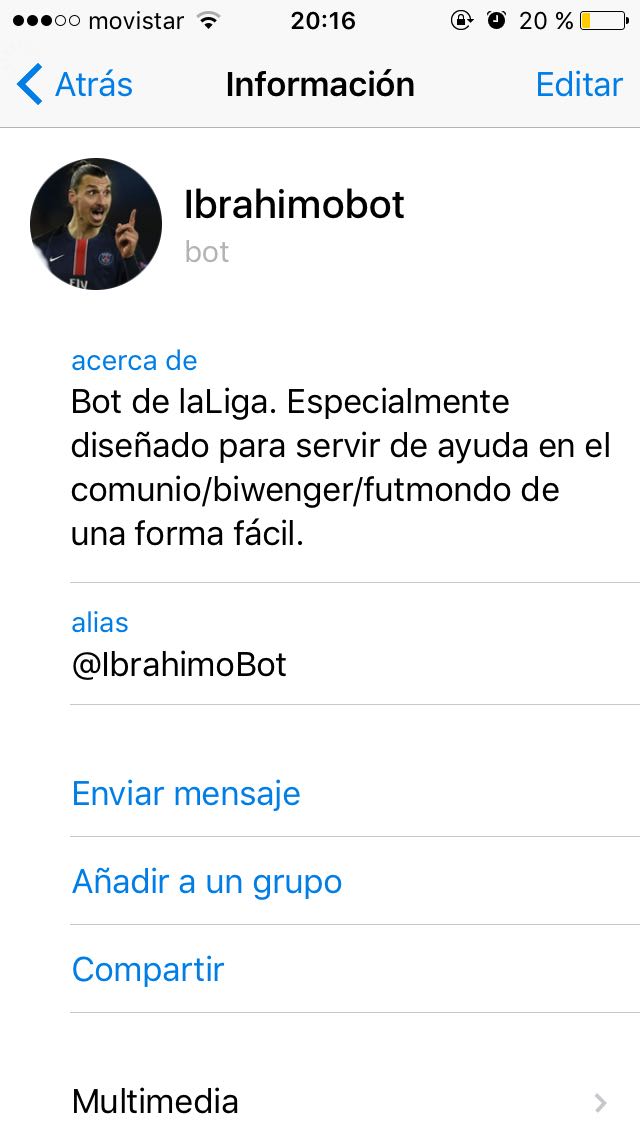 movistar 20:16 20 %
Atrás Información Editar
Ibrahimobot
bot
acerca de
Bot de laLiga. Especialmente
diseñado para servir de ayuda en el
comunio/biwenger/futmondo de
una forma fácil.
alias
@IbrahimoBot
Enviar mensaje
Añadir a un grupo
Compartir
Multimedia